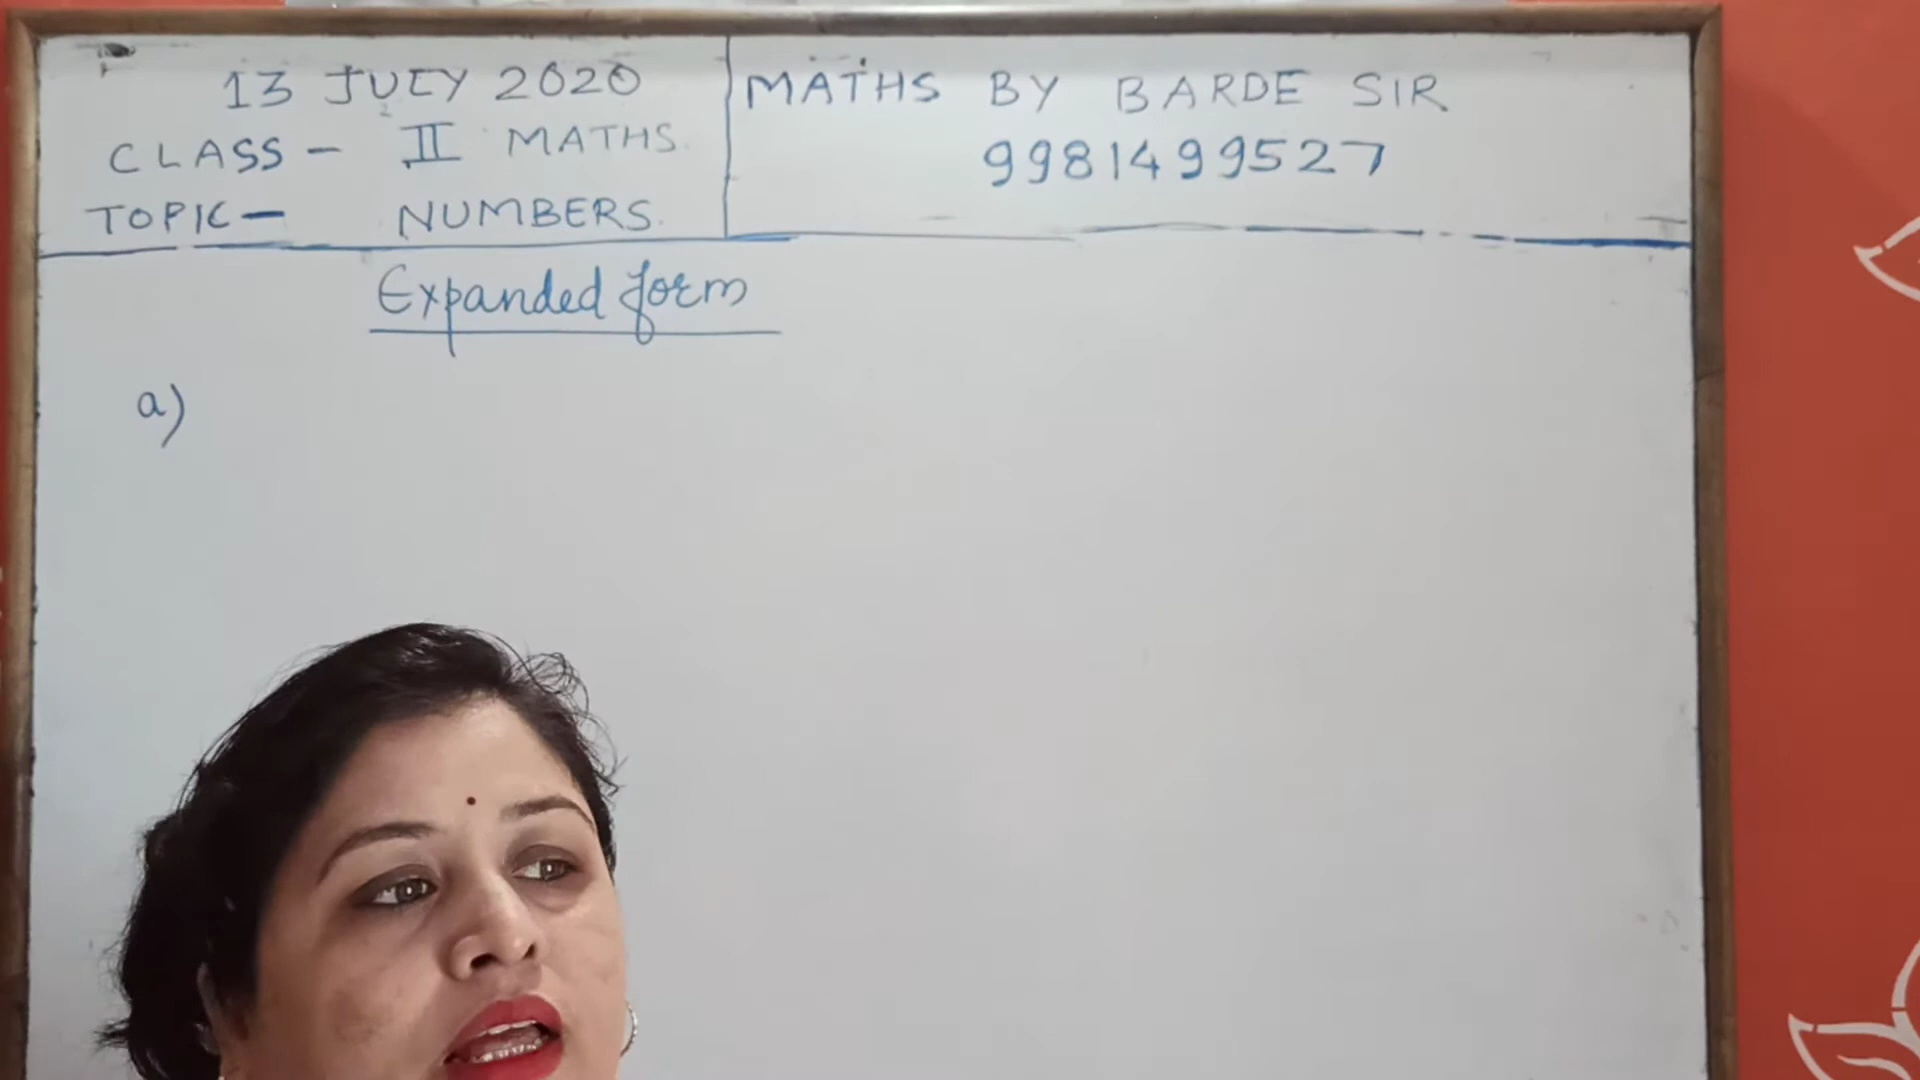 13 JULY 2020
CLASS - II MATHS.
TOPIC - NUMBERS.
MATHS BY BARDE SIR
9981499527
Expanded form
a)